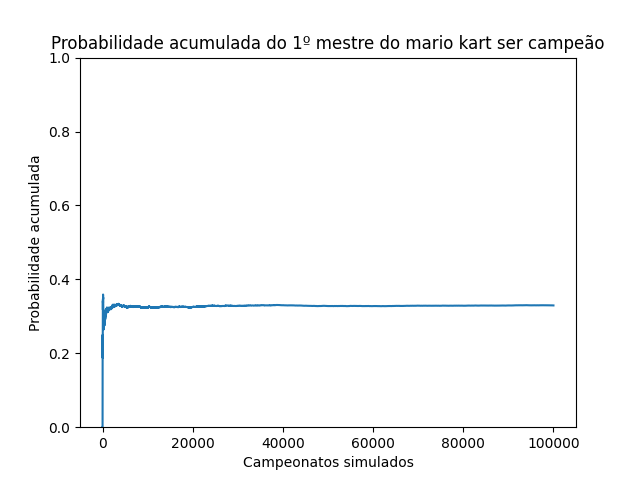 Probabilidade acumulada do 1º mestre do mario kart ser campeão
1.0
0.8
0.6
0.4
0.2
0.0
Probabilidade acumulada
0 20000 40000 60000 80000 100000
Campeonatos simulados